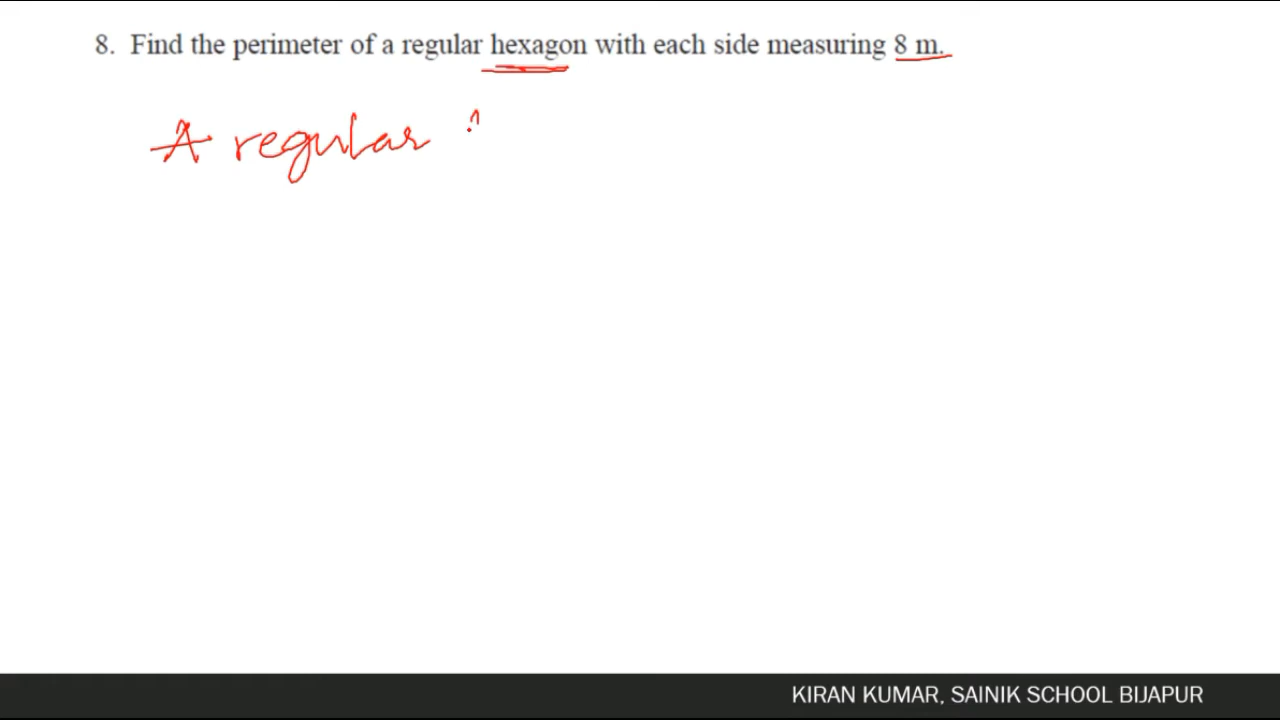 8. Find the perimeter of a regular hexagon with each side measuring 8 m.
A regular
KIRAN KUMAR, SAINIK SCHOOL BIJAPUR